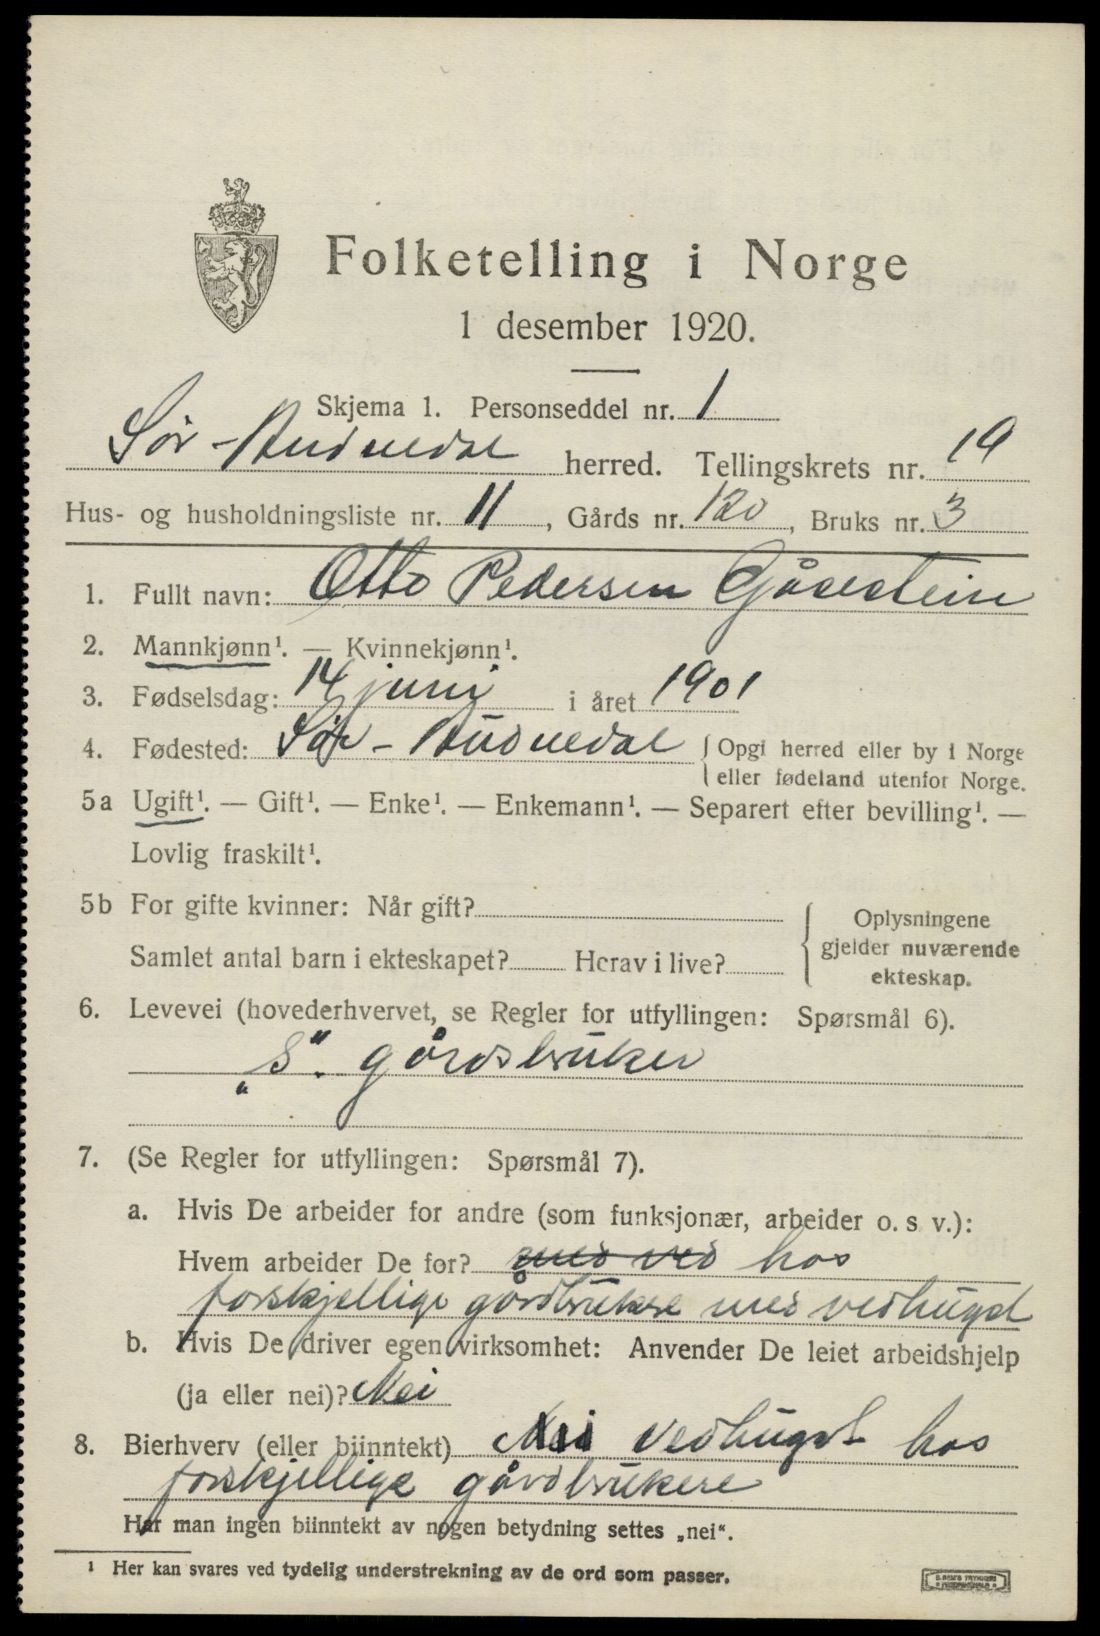 Folketelling i Norge
1 desember 1920.
Skjema 1. Personseddel nr. 1
Sør-Audnedal herred. Tellingskrets nr. 19
Hus- og husholdningsliste nr. 11, Gårds nr. 120, Bruks nr. 3
1. Fullt navn: Otto Pedersen Gåsestein
2. Mannkjønn¹. — Kvinnekjønn¹.
3. Fødselsdag: 14 juni i året 1901
4. Fødested: Sør-Audnedal { Opgi herred eller by i Norge
eller fødeland utenfor Norge.
5a Ugift¹. — Gift¹. — Enke¹. — Enkemann¹. — Separert efter bevilling¹. —
Lovlig fraskilt¹.
5b For gifte kvinner: Når gift?
Samlet antal barn i ekteskapet? Herav i live?
Oplysningene
gjelder nuværende
ekteskap.
6. Levevei (hovederhvervet, se Regler for utfyllingen: Spørsmål 6).
„S". gårdsbruker
7. (Se Regler for utfyllingen: Spørsmål 7).
a. Hvis De arbeider for andre (som funksjonær, arbeider o. s v.):
Hvem arbeider De for? med ved hos
forskjellige gårdbrukere med vedhugst
b. Hvis De driver egen virksomhet: Anvender De leiet arbeidshjelp
(ja eller nei)? Nei
8. Bierhverv (eller biinntekt) Nei vedhugst hos
forskjellige gårdbrukere
Har man ingen biinntekt av nogen betydning settes „nei".
¹ Her kan svares ved tydelig understrekning av de ord som passer.